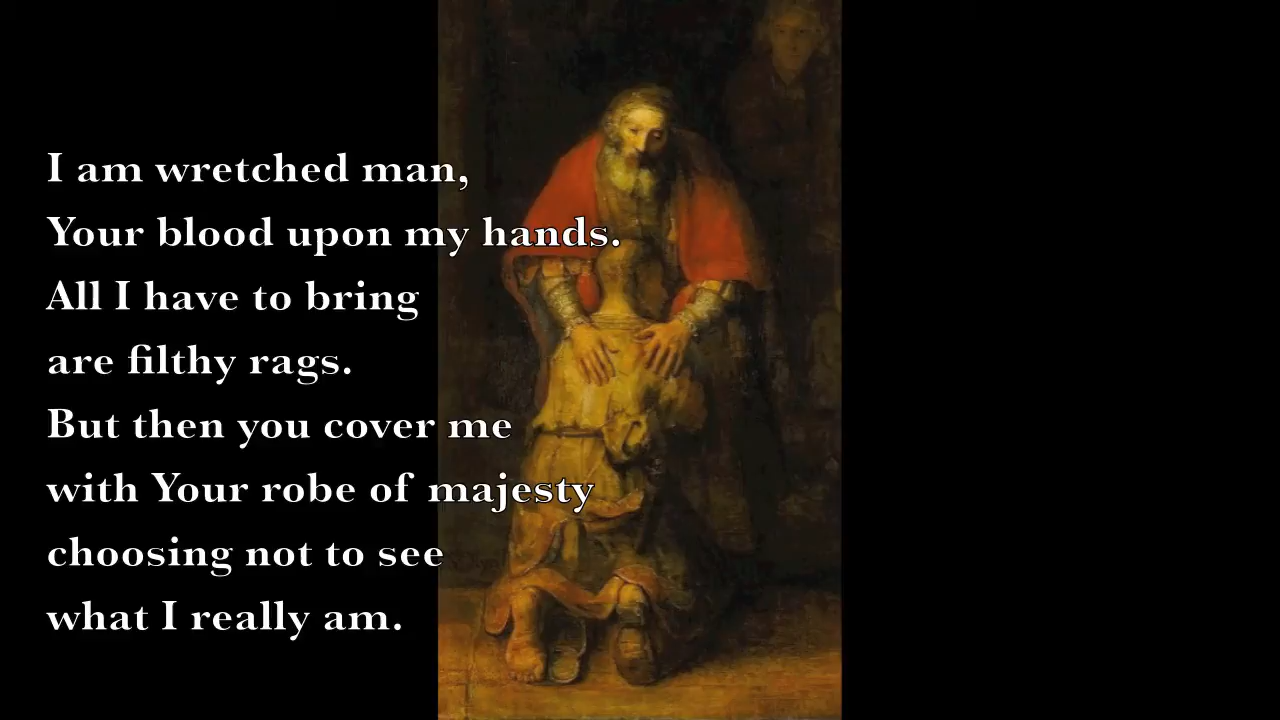 I am wretched man,
Your blood upon my hands.
All I have to bring
are filthy rags.
But then you cover me
with Your robe of majesty
choosing not to see
what I really am.